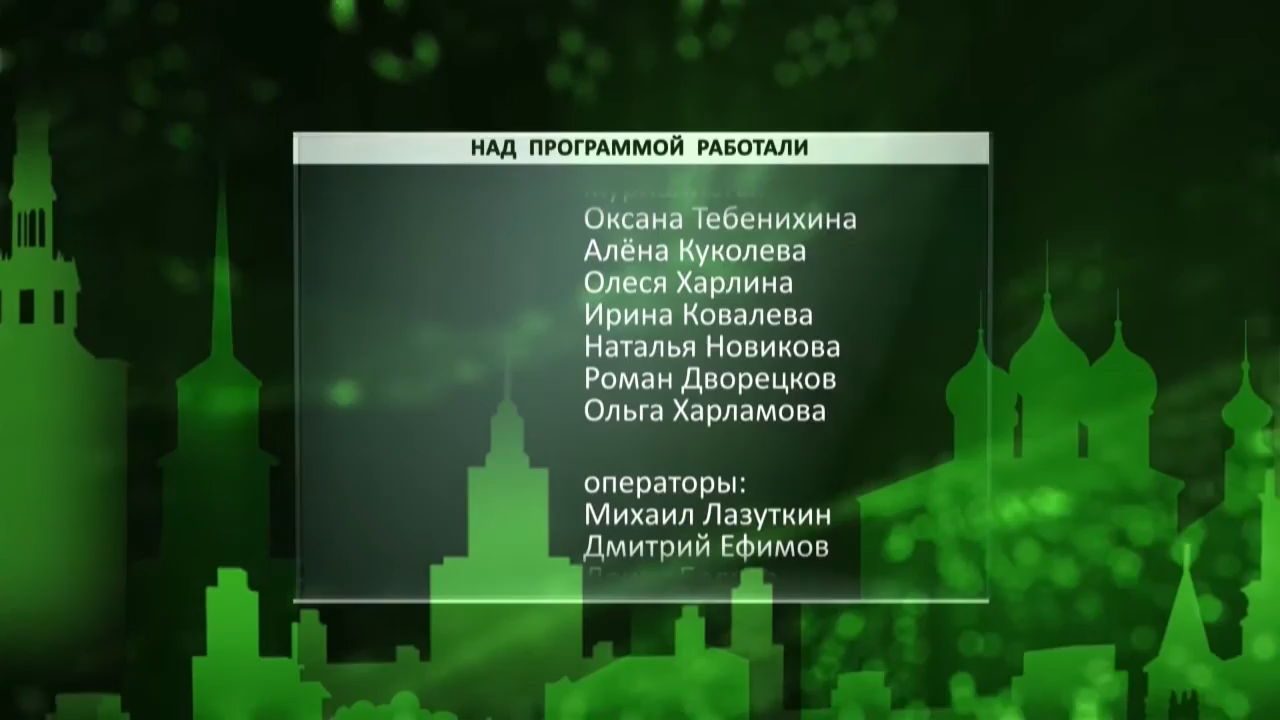 НАД ПРОГРАММОЙ РАБОТАЛИ
Оксана Тебенихина
Алёна Куколева
Олеся Харлина
Ирина Ковалева
Наталья Новикова
Роман Дворецков
Ольга Харламова
операторы:
Михаил Лазуткин
Дмитрий Ефимов